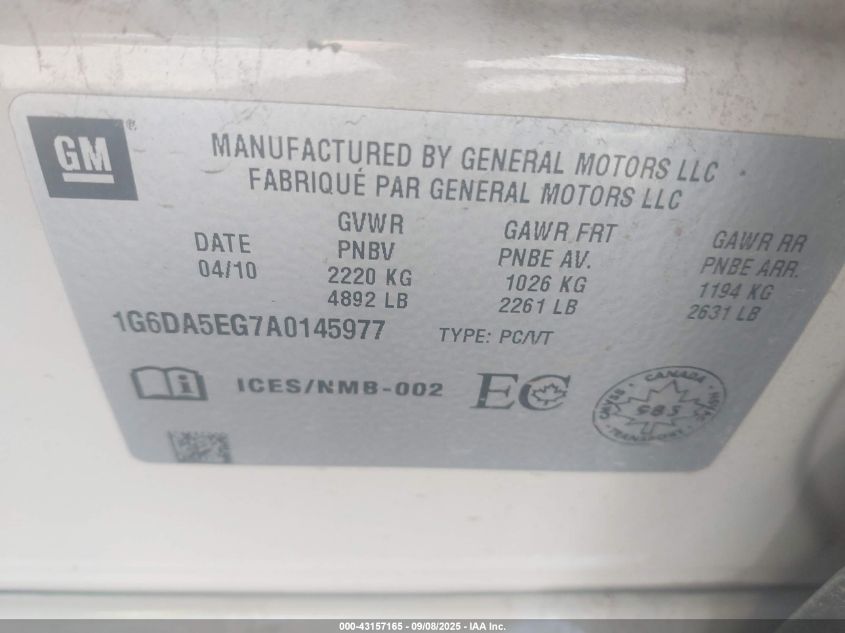 GM ®
MANUFACTURED BY GENERAL MOTORS LLC
FABRIQUÉ PAR GENERAL MOTORS LLC
DATE
04/10
GVWR
PNBV
2220 KG
4892 LB
GAWR FRT
PNBE AV.
1026 KG
2261 LB
GAWR RR
PNBE ARR.
1194 KG
2631 LB
1G6DA5EG7A0145977
TYPE: PC/VT
ICES/NMB-002
EC
CANADA
TRANSPORT
000-43157165 - 09/08/2025 - IAA Inc.